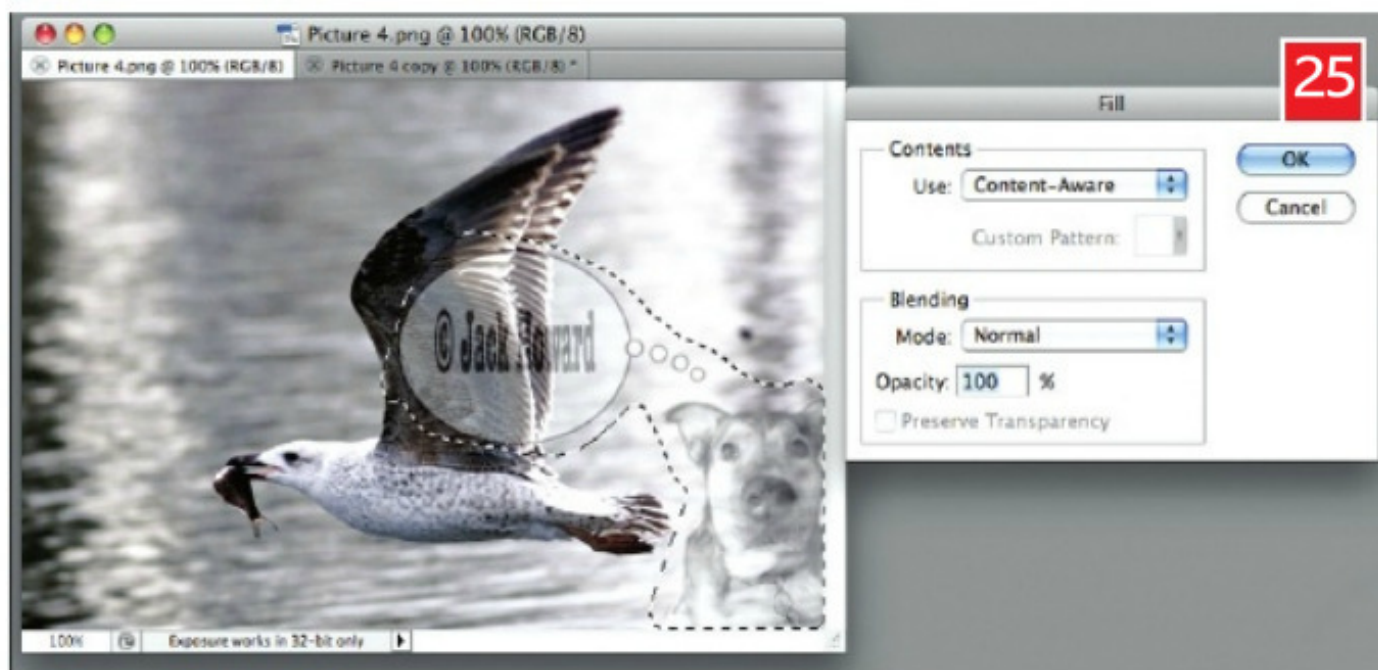 Picture 4.png @ 100% (RGB/8)
Picture 4.png @ 100% (RGB/8)
Picture 4 copy @ 100% (RGB/8) *
25
Fill
Contents
Use: Content-Aware
Custom Pattern:
OK
Cancel
Blending
Mode: Normal
Opacity: 100 %
Preserve Transparency
© Jack Howard
100%
Exposure works in 32-bit only